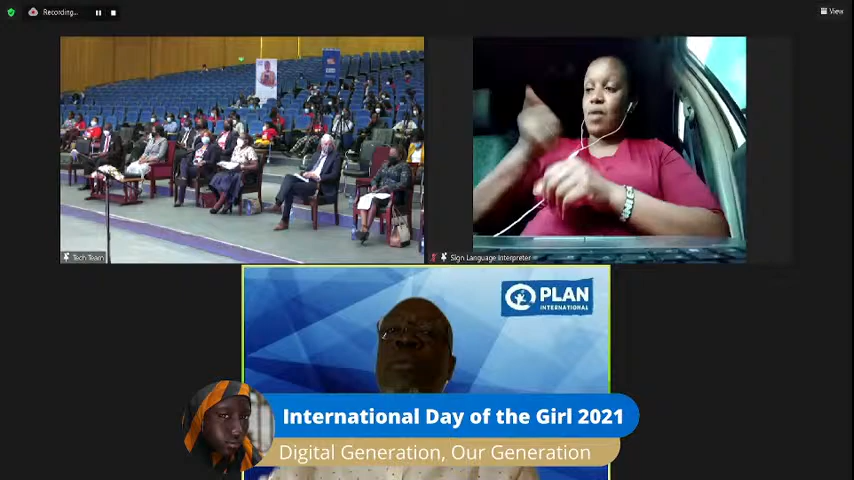 Recording...
View
Tech Team
Sign Language Interpreter
PLAN
INTERNATIONAL
International Day of the Girl 2021
Digital Generation, Our Generation